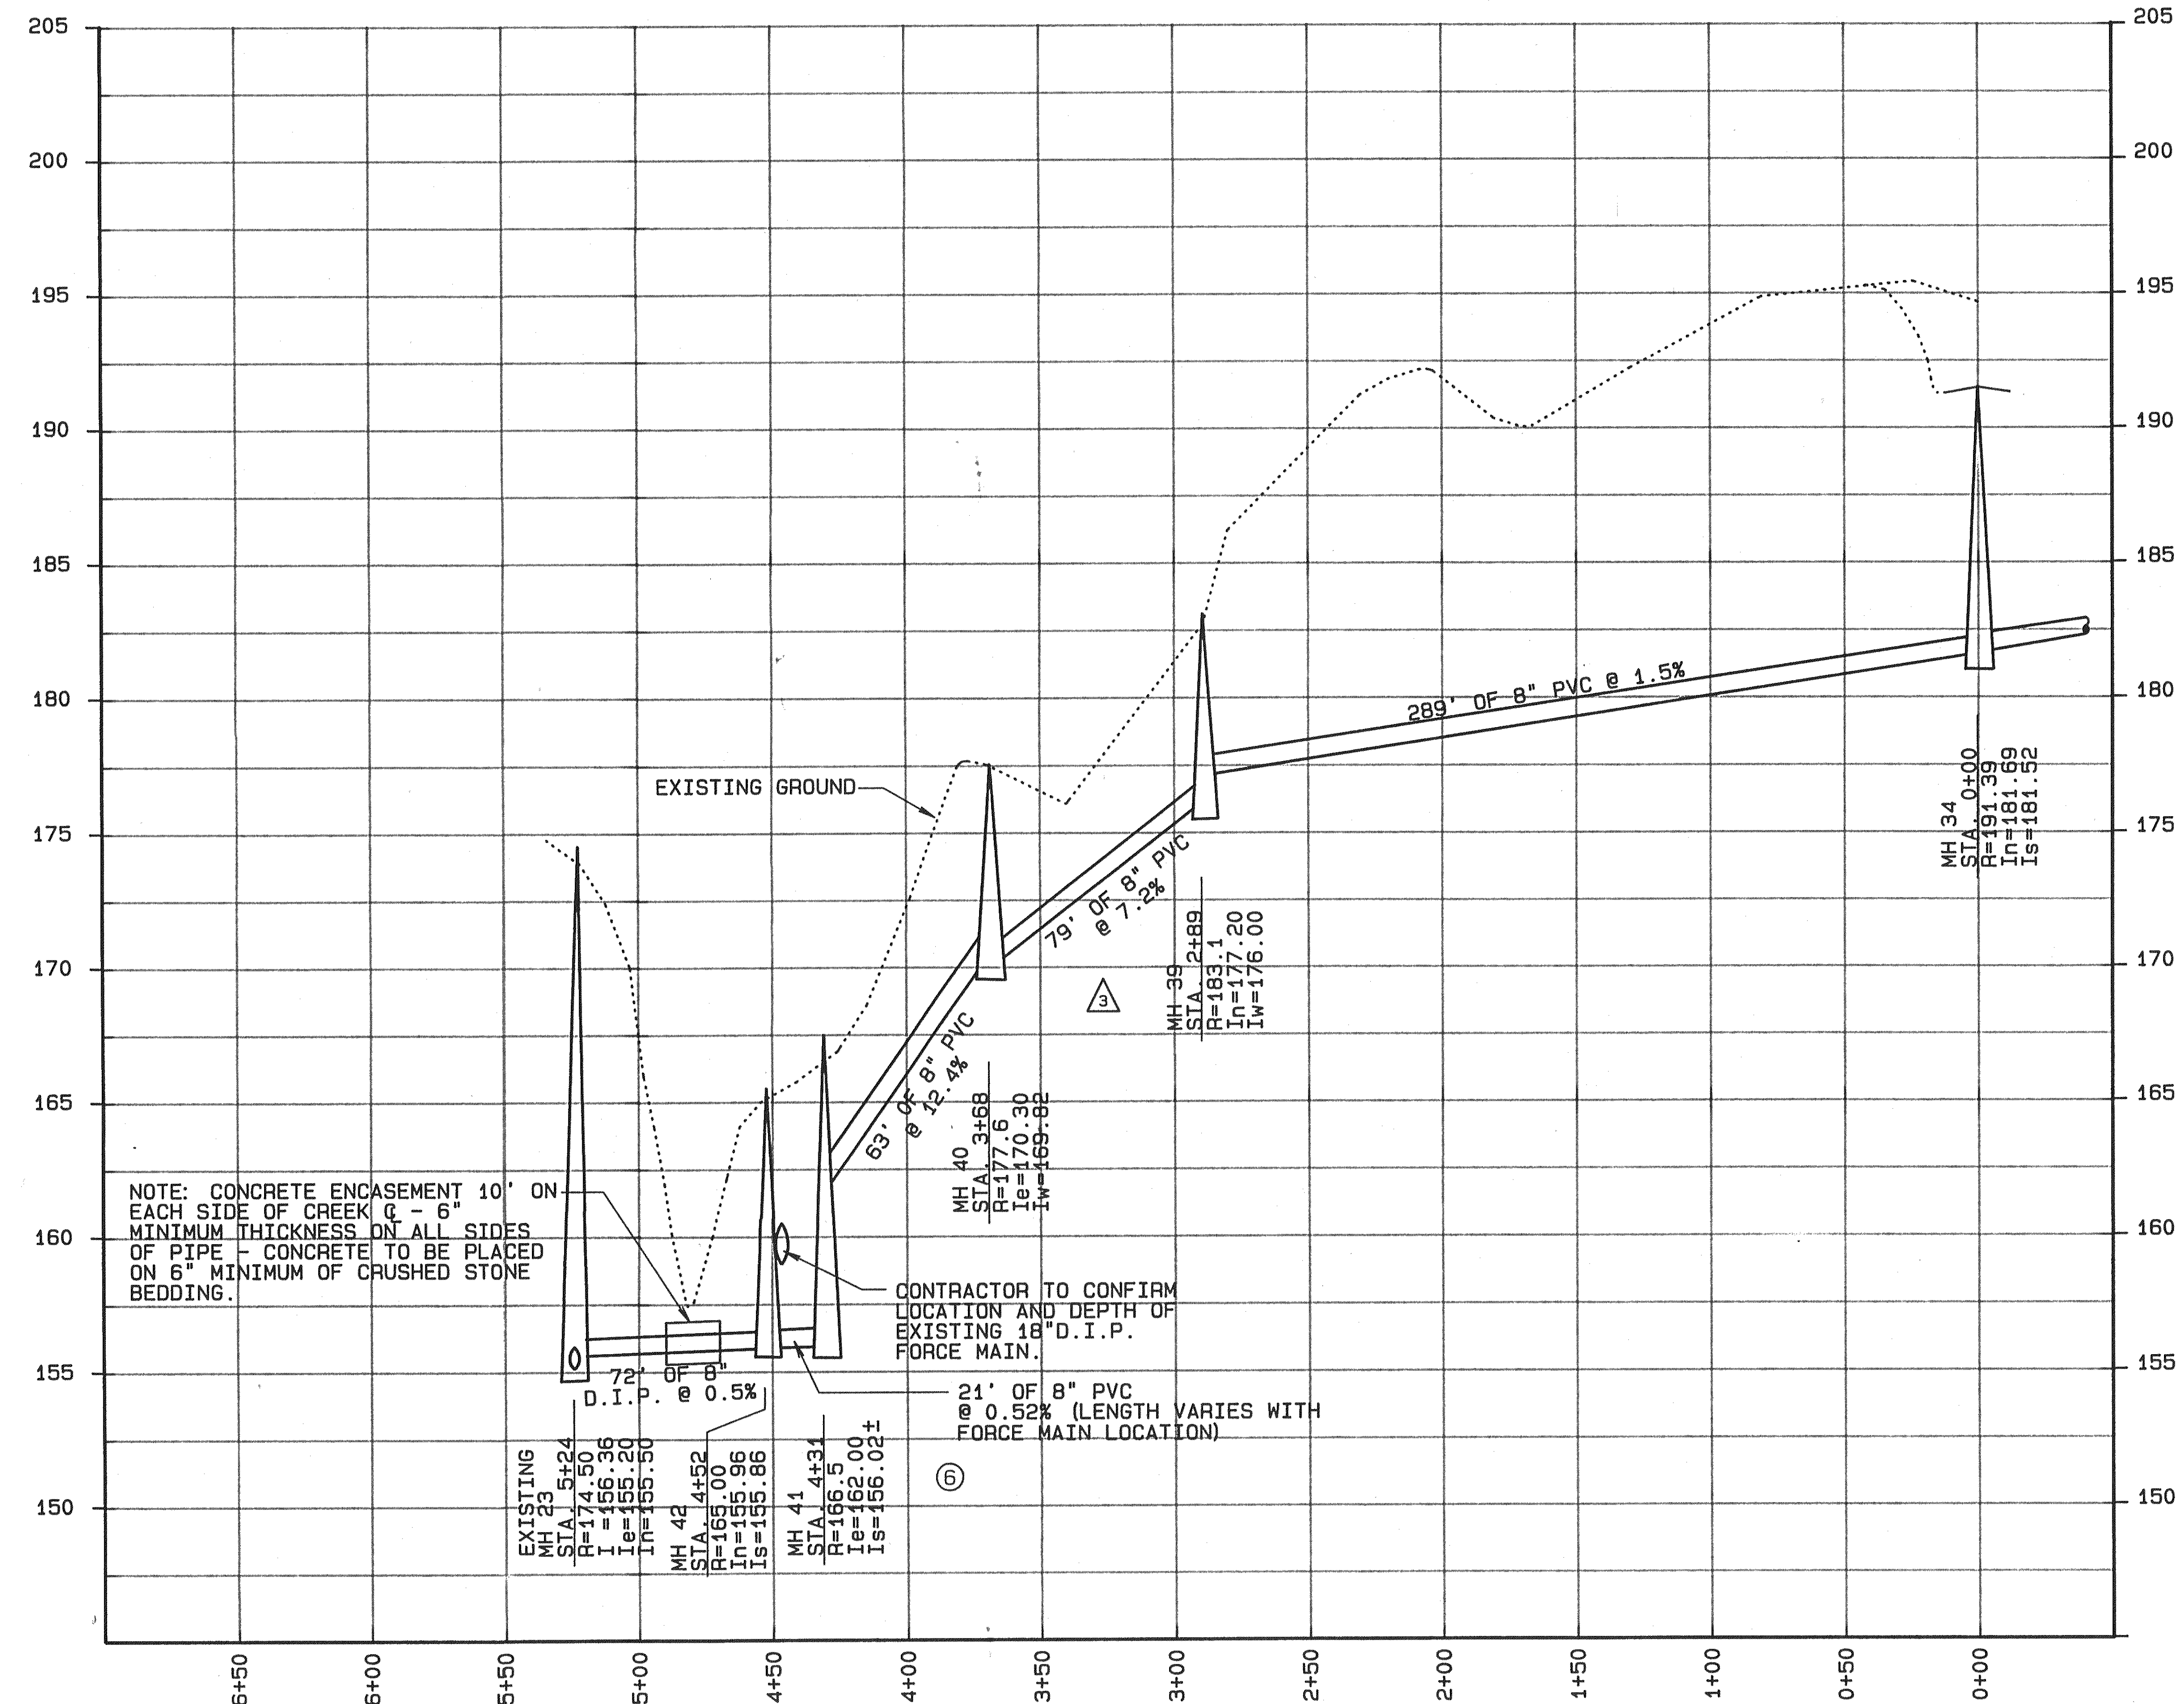 205
205
200
200
195
195
190
190
185
185
180
180
175
175
170
170
165
165
160
160
155
155
150
150
289' OF 8" PVC @ 1.5%
EXISTING GROUND
MH 34
STA. 0+00
R=191.39
In=181.69
Is=181.52
79' OF 8" PVC
@ 7.2%
MH 39
STA. 2+89
R=183.1
In=177.20
Iw=176.00
3
63' OF 8" PVC
@ 12.4%
MH 40
STA. 3+68
R=177.6
Ie=170.30
Iw=169.82
NOTE: CONCRETE ENCASEMENT 10' ON
EACH SIDE OF CREEK ℄ - 6"
MINIMUM THICKNESS ON ALL SIDES
OF PIPE - CONCRETE TO BE PLACED
ON 6" MINIMUM OF CRUSHED STONE
BEDDING.
CONTRACTOR TO CONFIRM
LOCATION AND DEPTH OF
EXISTING 18"D.I.P.
FORCE MAIN.
72' OF 8"
D.I.P. @ 0.5%
21' OF 8" PVC
@ 0.52% (LENGTH VARIES WITH
FORCE MAIN LOCATION)
EXISTING
MH 23
STA. 5+24
R=174.50
I =156.36
Ie=155.20
In=155.50
MH 42
STA. 4+52
R=165.00
In=155.96
Is=155.86
MH 41
STA. 4+31
R=166.5
Ie=162.00
Is=156.02±
6
6+50
6+00
5+50
5+00
4+50
4+00
3+50
3+00
2+50
2+00
1+50
1+00
0+50
0+00